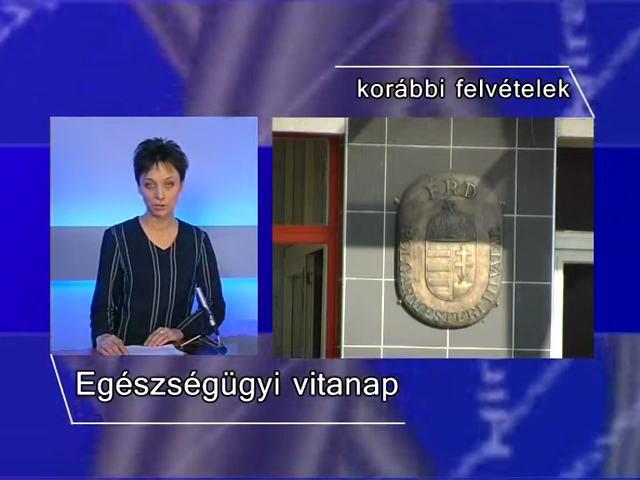 korábbi felvételek
ÉRD
POLGÁRMESTERI HIVATAL
Egészségügyi vitanap